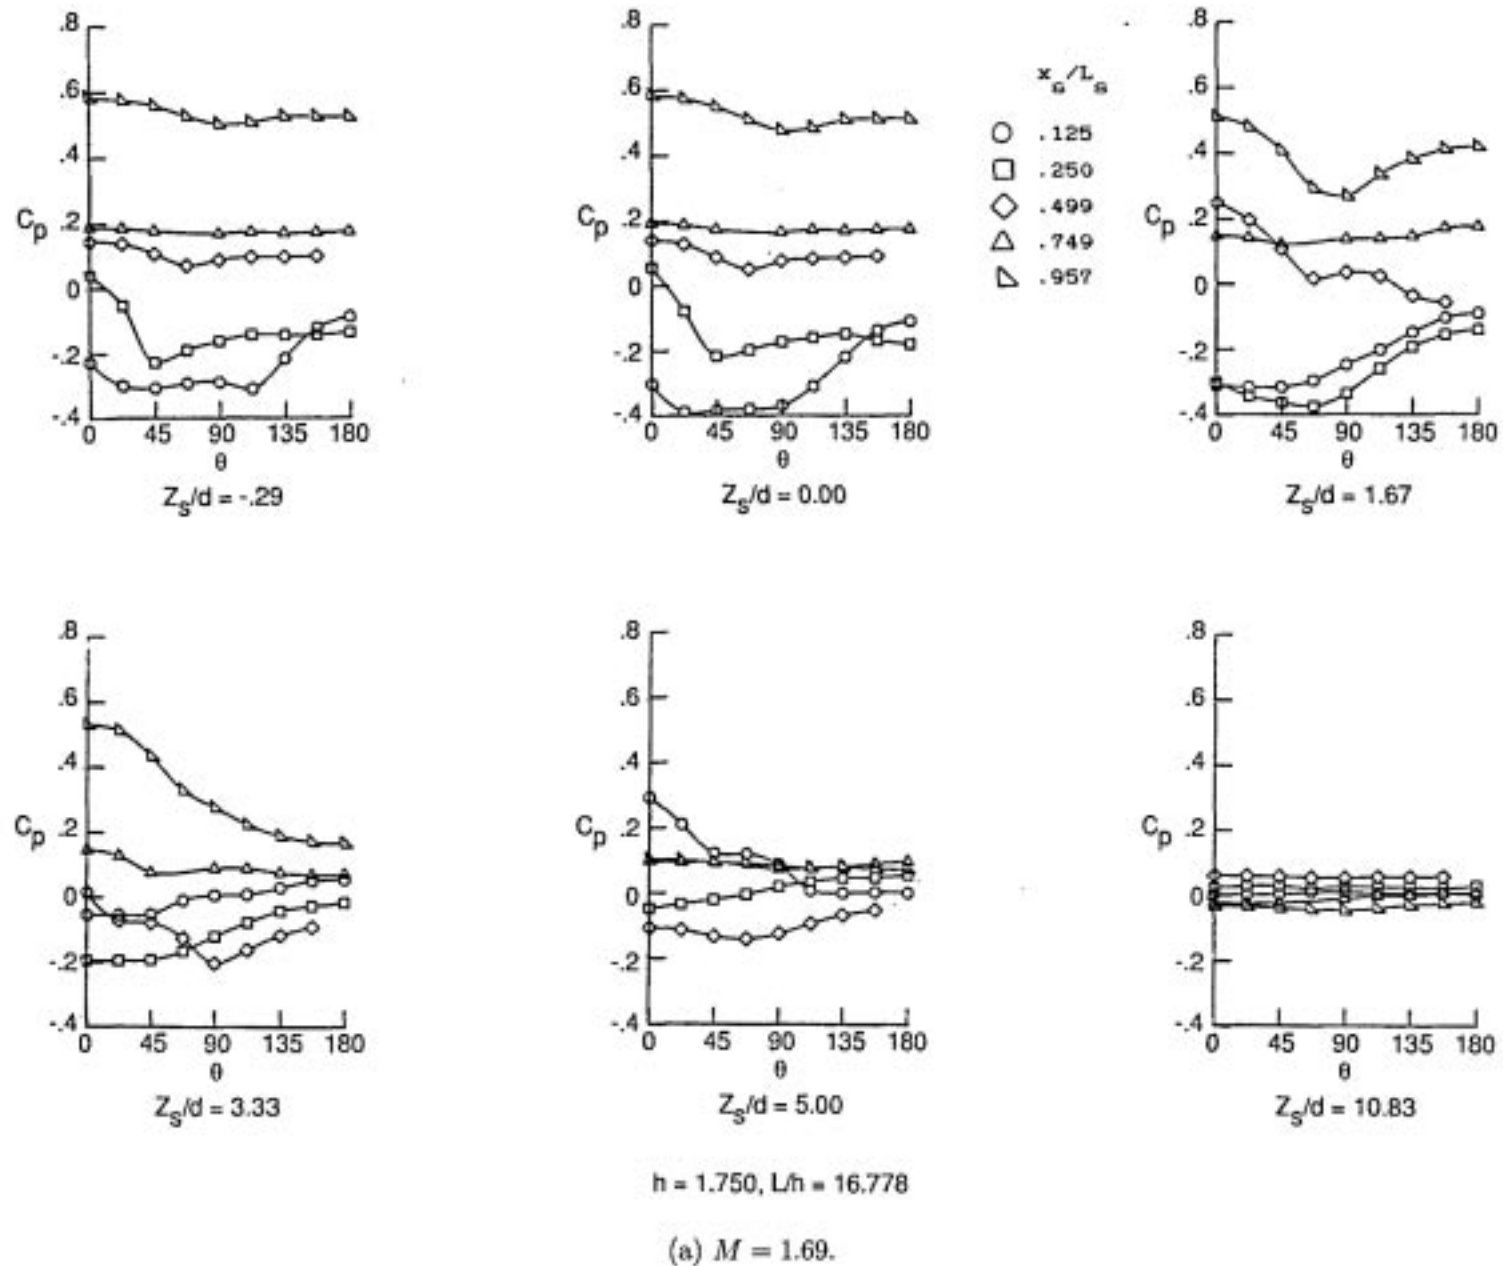 .8
.6
.4
.2
0
-.2
-.4
Cp
0 45 90 135 180
θ
Zs/d = -.29
.8
.6
.4
.2
0
-.2
-.4
Cp
0 45 90 135 180
θ
Zs/d = 0.00
xs/Ls
.125
.250
.499
.749
.957
.8
.6
.4
.2
0
-.2
-.4
Cp
0 45 90 135 180
θ
Zs/d = 1.67
.8
.6
.4
.2
0
-.2
-.4
Cp
0 45 90 135 180
θ
Zs/d = 3.33
.8
.6
.4
.2
0
-.2
-.4
Cp
0 45 90 135 180
θ
Zs/d = 5.00
.8
.6
.4
.2
0
-.2
-.4
Cp
0 45 90 135 180
θ
Zs/d = 10.83
h = 1.750, L/h = 16.778
(a) M = 1.69.